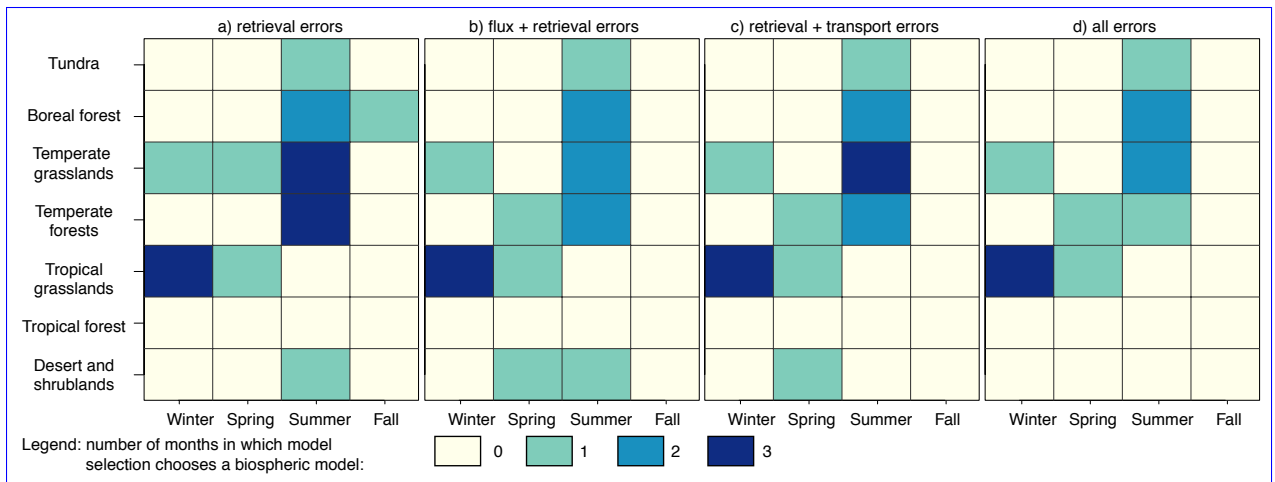 a) retrieval errors
b) flux + retrieval errors
c) retrieval + transport errors
d) all errors
Tundra
Boreal forest
Temperate
grasslands
Temperate
forests
Tropical
grasslands
Tropical forest
Desert and
shrublands
Winter Spring Summer Fall
Winter Spring Summer Fall
Winter Spring Summer Fall
Winter Spring Summer Fall
Legend: number of months in which model
selection chooses a biospheric model:
0
1
2
3